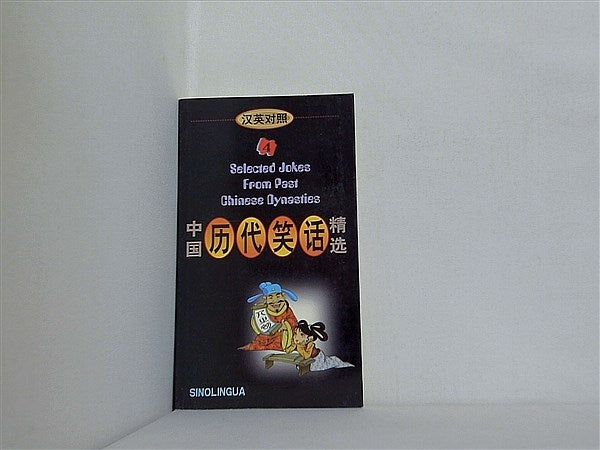 汉英对照
4
Selected Jokes
From Past
Chinese Dynasties
中国历代笑话精选
SINOLINGUA